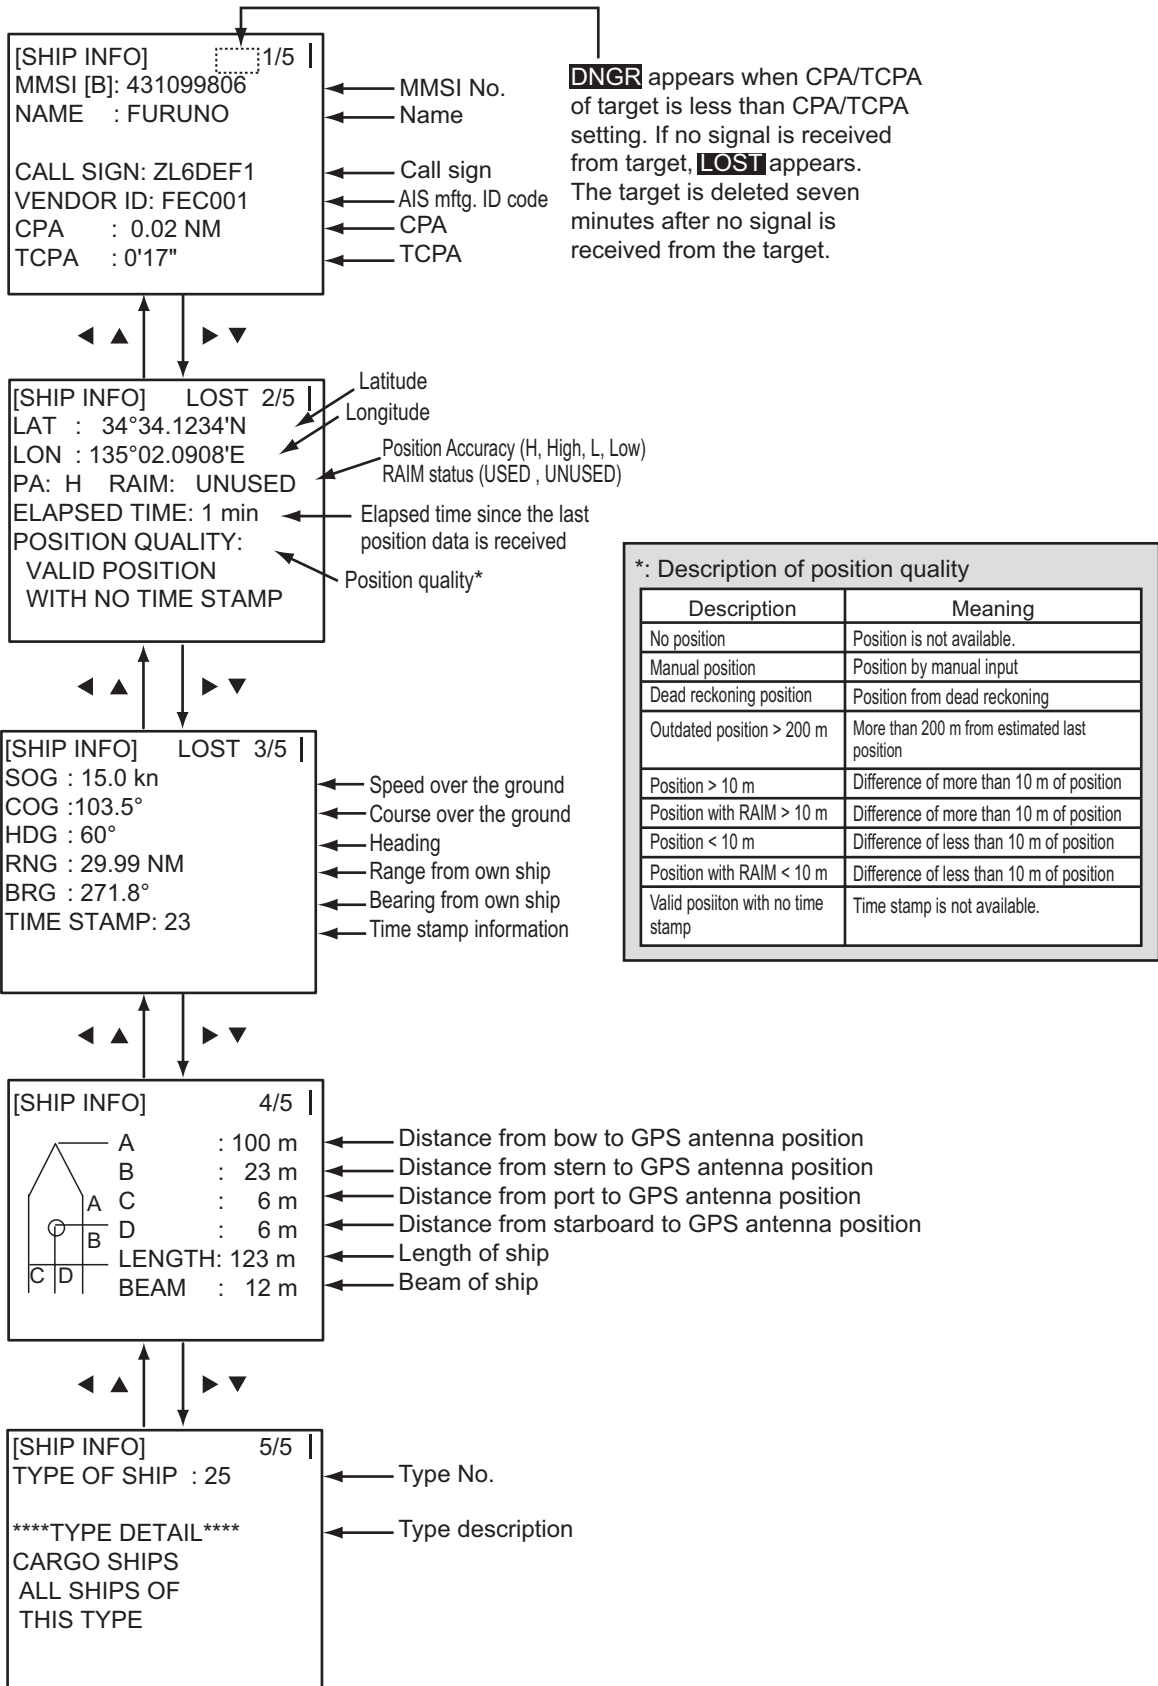 [SHIP INFO] 1/5
MMSI [B]: 431099806
NAME : FURUNO
CALL SIGN: ZL6DEF1
VENDOR ID: FEC001
CPA : 0.02 NM
TCPA : 0'17"
MMSI No.
Name
Call sign
AIS mftg. ID code
CPA
TCPA
DNGR appears when CPA/TCPA
of target is less than CPA/TCPA
setting. If no signal is received
from target, LOST appears.
The target is deleted seven
minutes after no signal is
received from the target.
[SHIP INFO] LOST 2/5
LAT : 34°34.1234'N
LON : 135°02.0908'E
PA: H RAIM: UNUSED
ELAPSED TIME: 1 min
POSITION QUALITY:
VALID POSITION
WITH NO TIME STAMP
Latitude
Longitude
Position Accuracy (H, High, L, Low)
RAIM status (USED , UNUSED)
Elapsed time since the last
position data is received
Position quality*
*: Description of position quality
Description Meaning
No position Position is not available.
Manual position Position by manual input
Dead reckoning position Position from dead reckoning
Outdated position > 200 m More than 200 m from estimated last
position
Position > 10 m Difference of more than 10 m of position
Position with RAIM > 10 m Difference of more than 10 m of position
Position < 10 m Difference of less than 10 m of position
Position with RAIM < 10 m Difference of less than 10 m of position
Valid posiiton with no time Time stamp is not available.
stamp
[SHIP INFO] LOST 3/5
SOG : 15.0 kn
COG :103.5°
HDG : 60°
RNG : 29.99 NM
BRG : 271.8°
TIME STAMP: 23
Speed over the ground
Course over the ground
Heading
Range from own ship
Bearing from own ship
Time stamp information
[SHIP INFO] 4/5
A : 100 m
B : 23 m
C : 6 m
D : 6 m
LENGTH: 123 m
BEAM : 12 m
A
B
C D
Distance from bow to GPS antenna position
Distance from stern to GPS antenna position
Distance from port to GPS antenna position
Distance from starboard to GPS antenna position
Length of ship
Beam of ship
[SHIP INFO] 5/5
TYPE OF SHIP : 25
****TYPE DETAIL****
CARGO SHIPS
ALL SHIPS OF
THIS TYPE
Type No.
Type description